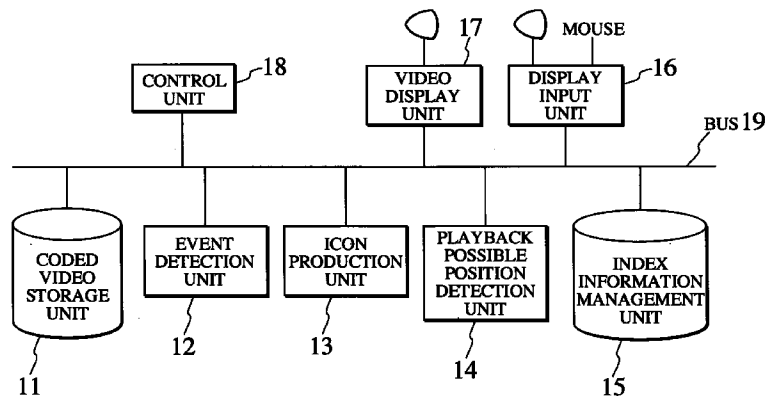 17
MOUSE
18
CONTROL
UNIT
VIDEO
DISPLAY
UNIT
DISPLAY
INPUT
UNIT
16
BUS 19
CODED
VIDEO
STORAGE
UNIT
EVENT
DETECTION
UNIT
ICON
PRODUCTION
UNIT
PLAYBACK
POSSIBLE
POSITION
DETECTION
UNIT
INDEX
INFORMATION
MANAGEMENT
UNIT
11
12
13
14
15